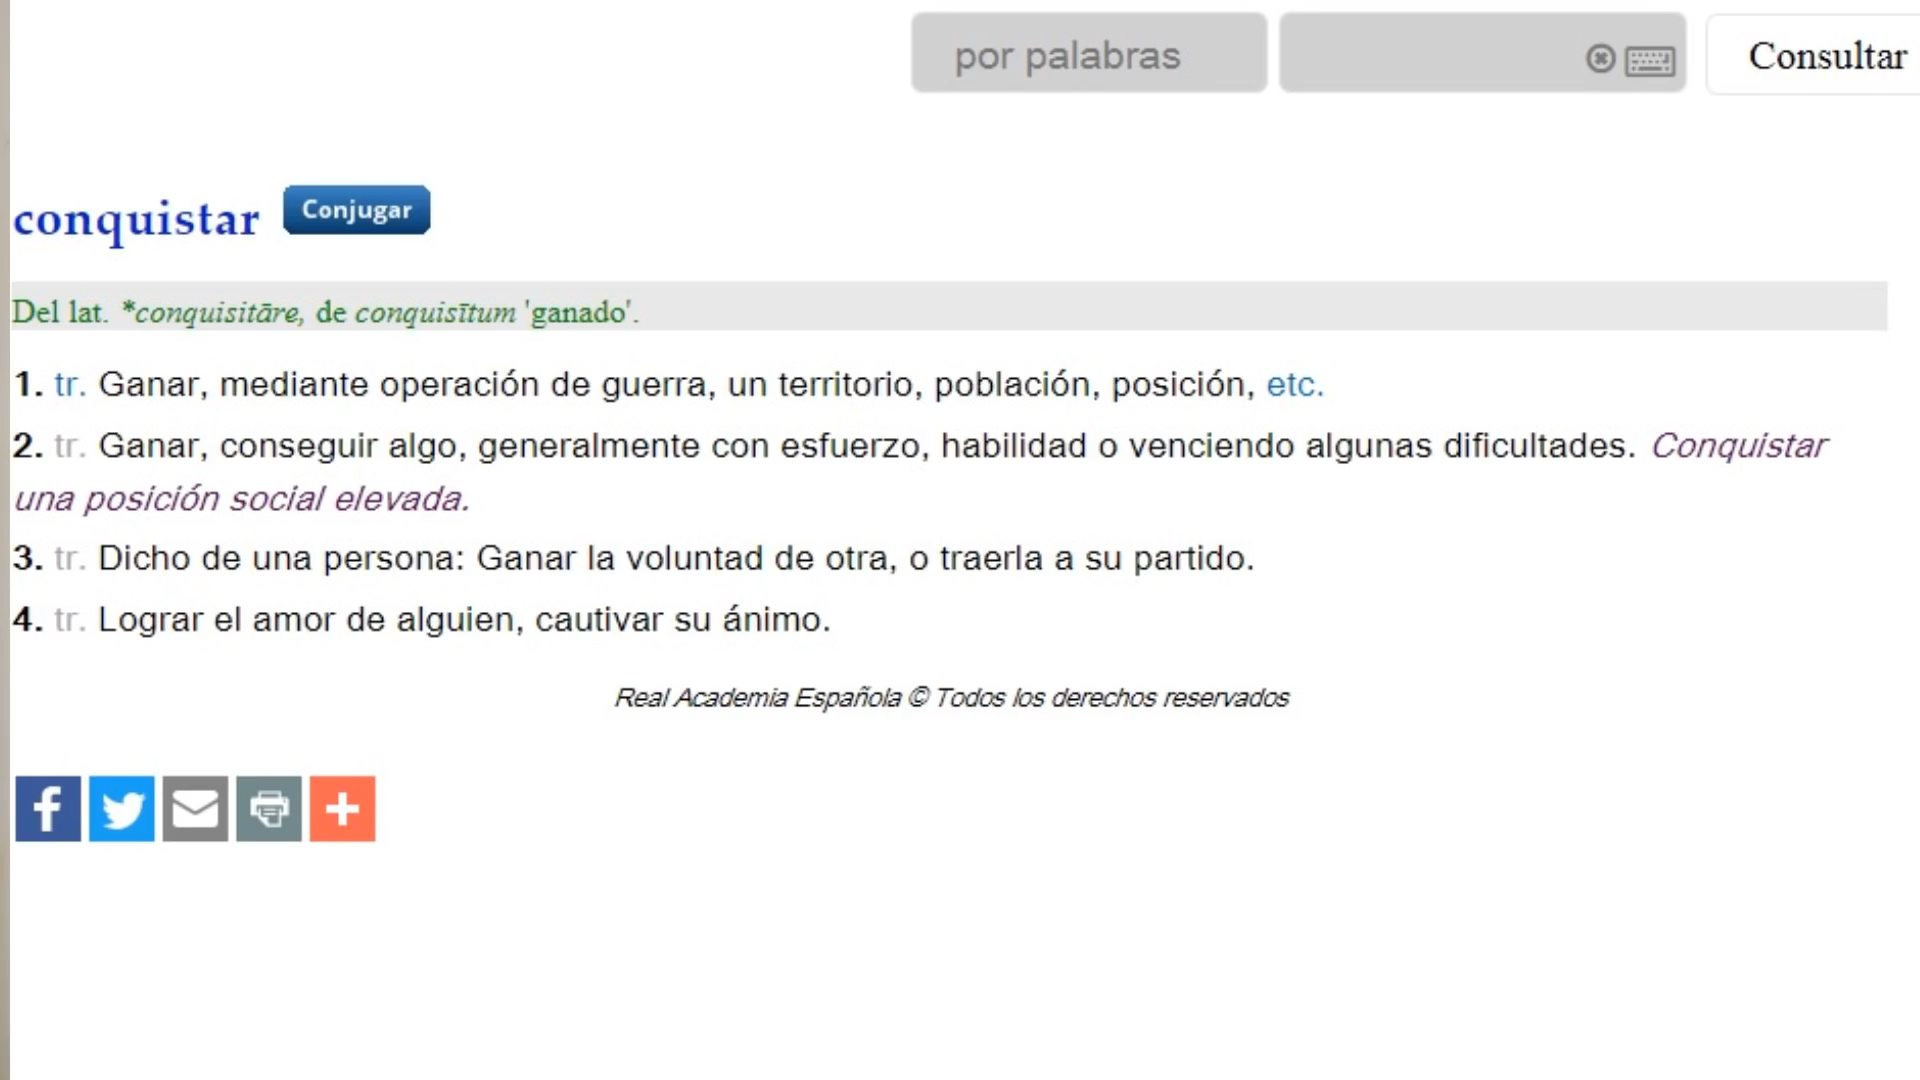 por palabras
Consultar
conquistar Conjugar
Del lat. *conquisitāre, de conquisītum 'ganado'.
1. tr. Ganar, mediante operación de guerra, un territorio, población, posición, etc.
2. tr. Ganar, conseguir algo, generalmente con esfuerzo, habilidad o venciendo algunas dificultades. Conquistar
una posición social elevada.
3. tr. Dicho de una persona: Ganar la voluntad de otra, o traerla a su partido.
4. tr. Lograr el amor de alguien, cautivar su ánimo.
Real Academia Española © Todos los derechos reservados